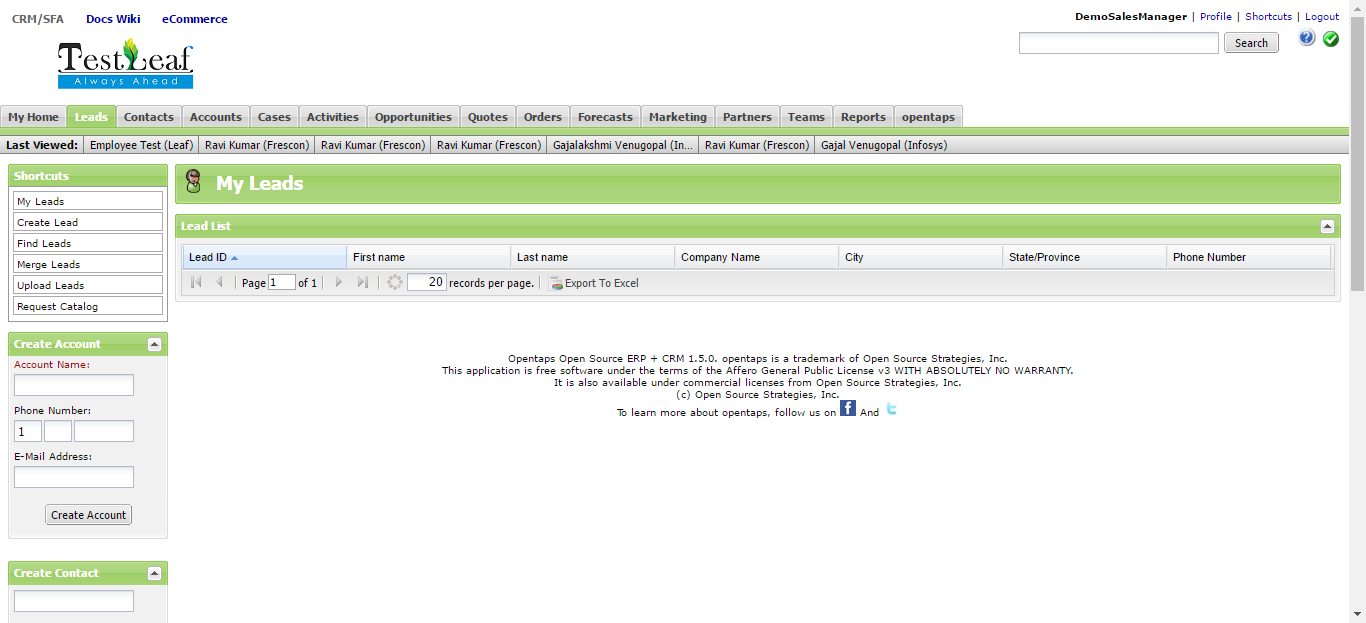 CRM/SFA Docs Wiki eCommerce
DemoSalesManager | Profile | Shortcuts | Logout
Search
TestLeaf
Always Ahead
My Home Leads Contacts Accounts Cases Activities Opportunities Quotes Orders Forecasts Marketing Partners Teams Reports opentaps
Last Viewed: Employee Test (Leaf) Ravi Kumar (Frescon) Ravi Kumar (Frescon) Ravi Kumar (Frescon) Gajalakshmi Venugopal (In... Ravi Kumar (Frescon) Gajal Venugopal (Infosys)
Shortcuts
My Leads
Create Lead
Find Leads
Merge Leads
Upload Leads
Request Catalog
Create Account
Account Name:
Phone Number:
1
E-Mail Address:
Create Account
Create Contact
My Leads
Lead List
Lead ID First name Last name Company Name City State/Province Phone Number
Page 1 of 1 20 records per page. Export To Excel
Opentaps Open Source ERP + CRM 1.5.0. opentaps is a trademark of Open Source Strategies, Inc.
This application is free software under the terms of the Affero General Public License v3 WITH ABSOLUTELY NO WARRANTY.
It is also available under commercial licenses from Open Source Strategies, Inc.
(c) Open Source Strategies, Inc.
To learn more about opentaps, follow us on f And t